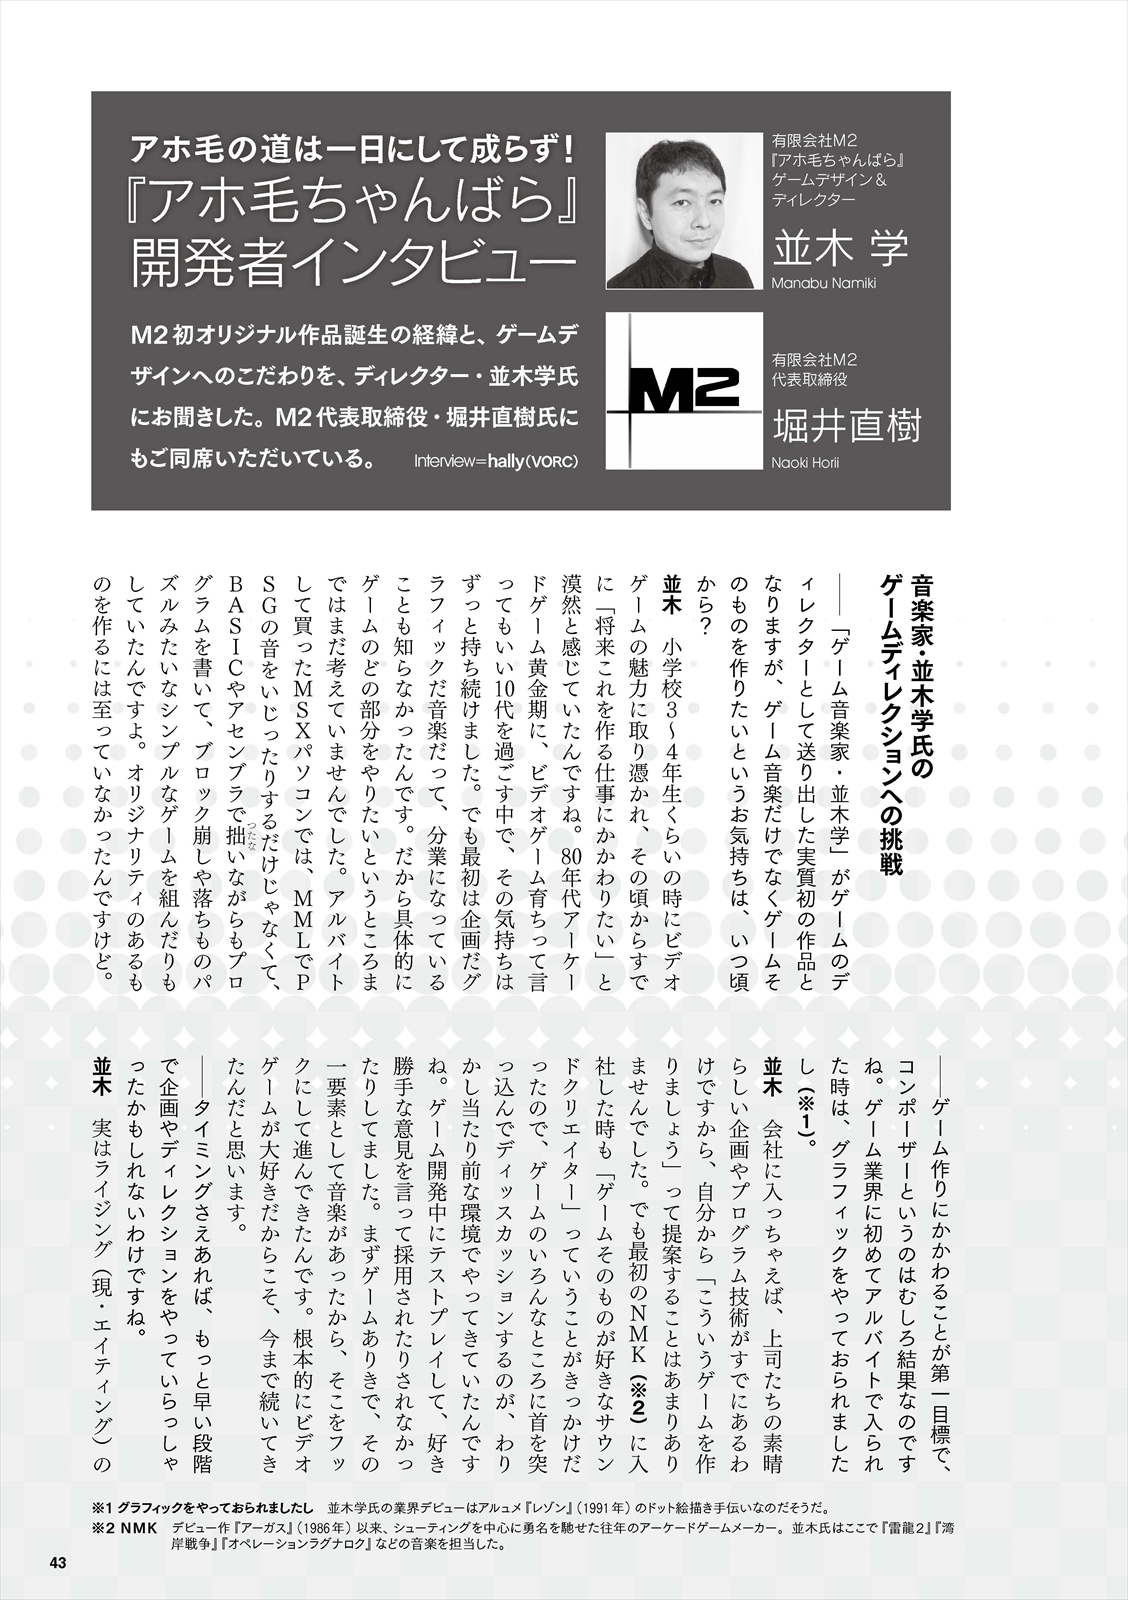 アホ毛の道は一日にして成らず！
『アホ毛ちゃんばら』
開発者インタビュー
M2初オリジナル作品誕生の経緯と、ゲームデ
ザインへのこだわりを、ディレクター・並木学氏
にお聞きした。M2代表取締役・堀井直樹氏に
もご同席いただいている。
Interview=hally（VORC）
有限会社M2
『アホ毛ちゃんばら』
ゲームデザイン＆
ディレクター
並木 学
Manabu Namiki
M2
有限会社M2
代表取締役
堀井直樹
Naoki Horii
音楽家・並木学氏の
ゲームディレクションへの挑戦
――「ゲーム音楽家・並木学」がゲームのデ
ィレクターとして送り出した実質初の作品と
なりますが、ゲーム音楽だけでなくゲームそ
のものを作りたいというお気持ちは、いつ頃
から？
並木　小学校3〜4年生くらいの時にビデオ
ゲームの魅力に取り憑かれ、その頃からすで
に「将来これを作る仕事にかかわりたい」と
漠然と感じていたんですね。80年代アーケー
ドゲーム黄金期に、ビデオゲーム育ちって言
ってもいい10代を過ごす中で、その気持ちは
ずっと持ち続けました。でも最初は企画だグ
ラフィックだ音楽だって、分業になっている
ことも知らなかったんです。だから具体的に
ゲームのどの部分をやりたいというところま
ではまだ考えていませんでした。アルバイト
して買ったMSXパソコンでは、MMLでP
SGの音をいじったりするだけじゃなくて、
BASICやアセンブラで拙いながらもプロ
つたな
グラムを書いて、ブロック崩しや落ちものパ
ズルみたいなシンプルなゲームを組んだりも
していたんですよ。オリジナリティのあるも
のを作るには至っていなかったんですけど。
――ゲーム作りにかかわることが第一目標で、
コンポーザーというのはむしろ結果なのです
ね。ゲーム業界に初めてアルバイトで入られ
た時は、グラフィックをやっておられました
し（※1）。
並木　会社に入っちゃえば、上司たちの素晴
らしい企画やプログラム技術がすでにあるわ
けですから、自分から「こういうゲームを作
りましょう」って提案することはあまりあり
ませんでした。でも最初のNMK（※2）に入
社した時も「ゲームそのものが好きなサウン
ドクリエイター」っていうことがきっかけだ
ったので、ゲームのいろんなところに首を突
っ込んでディスカッションするのが、わり
かし当たり前な環境でやってきていたんです
ね。ゲーム開発中にテストプレイして、好き
勝手な意見を言って採用されたりされなかっ
たりしてました。まずゲームありきで、その
一要素として音楽があったから、そこをフッ
クにして進んできたんです。根本的にビデオ
ゲームが大好きだからこそ、今まで続いてき
たんだと思います。
――タイミングさえあれば、もっと早い段階
で企画やディレクションをやっていらっしゃ
ったかもしれないわけですね。
並木　実はライジング（現・エイティング）の
※1 グラフィックをやっておられましたし　並木学氏の業界デビューはアルュメ『レゾン』（1991年）のドット絵描き手伝いなのだそうだ。
※2 NMK　デビュー作『アーガス』（1986年）以来、シューティングを中心に勇名を馳せた往年のアーケードゲームメーカー。並木氏はここで『雷龍2』『湾
岸戦争』『オペレーションラグナロク』などの音楽を担当した。
43